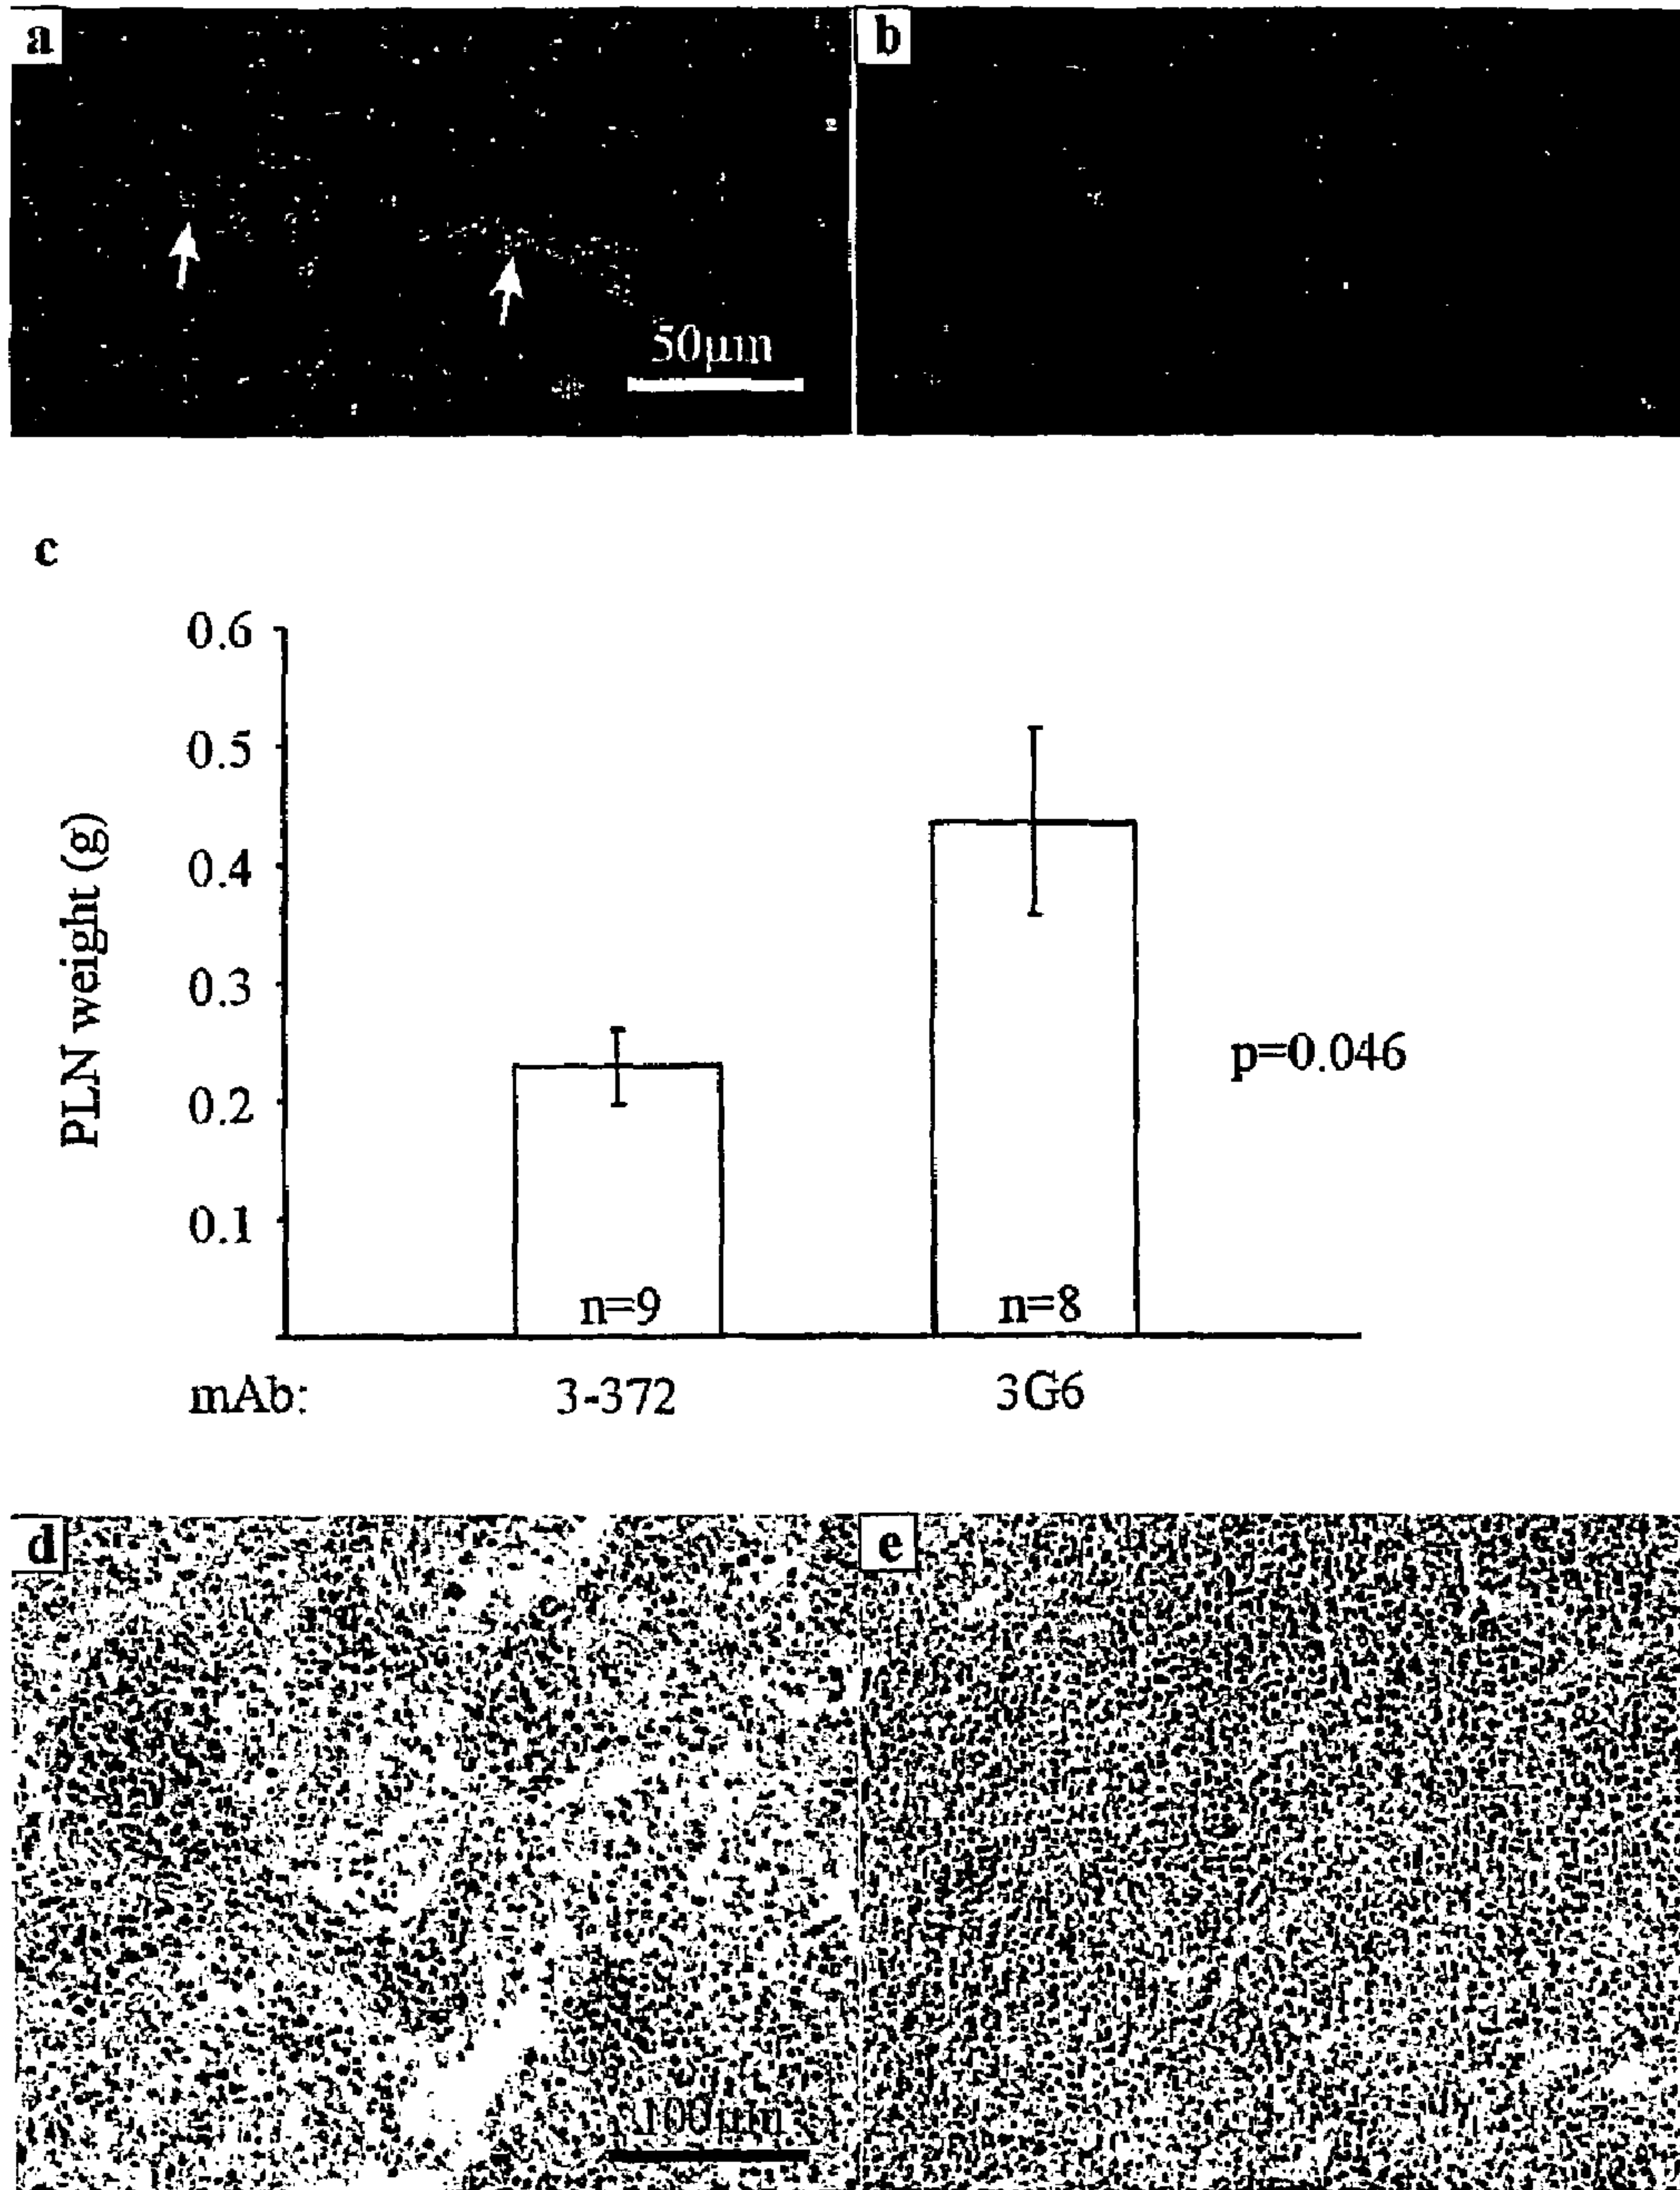 a
b
50µm
c
0.6
0.5
0.4
0.3
0.2
0.1
PLN weight (g)
p=0.046
n=9
n=8
mAb:
3-372
3G6
d
e
100µm